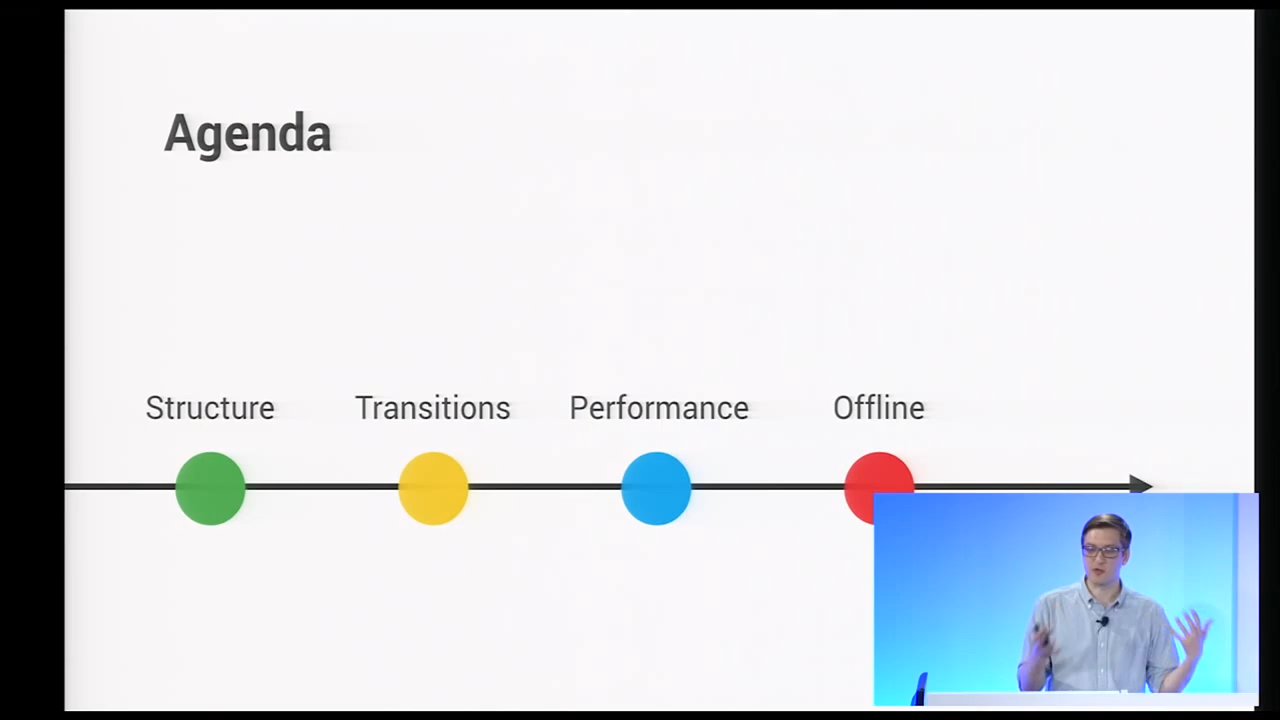 Agenda
Structure
Transitions
Performance
Offline